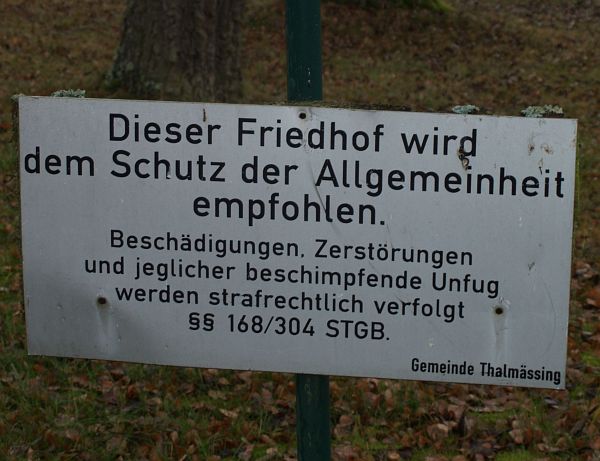 Dieser Friedhof wird
dem Schutz der Allgemeinheit
empfohlen.
Beschädigungen, Zerstörungen
und jeglicher beschimpfende Unfug
werden strafrechtlich verfolgt
§§ 168/304 STGB.
Gemeinde Thalmässing